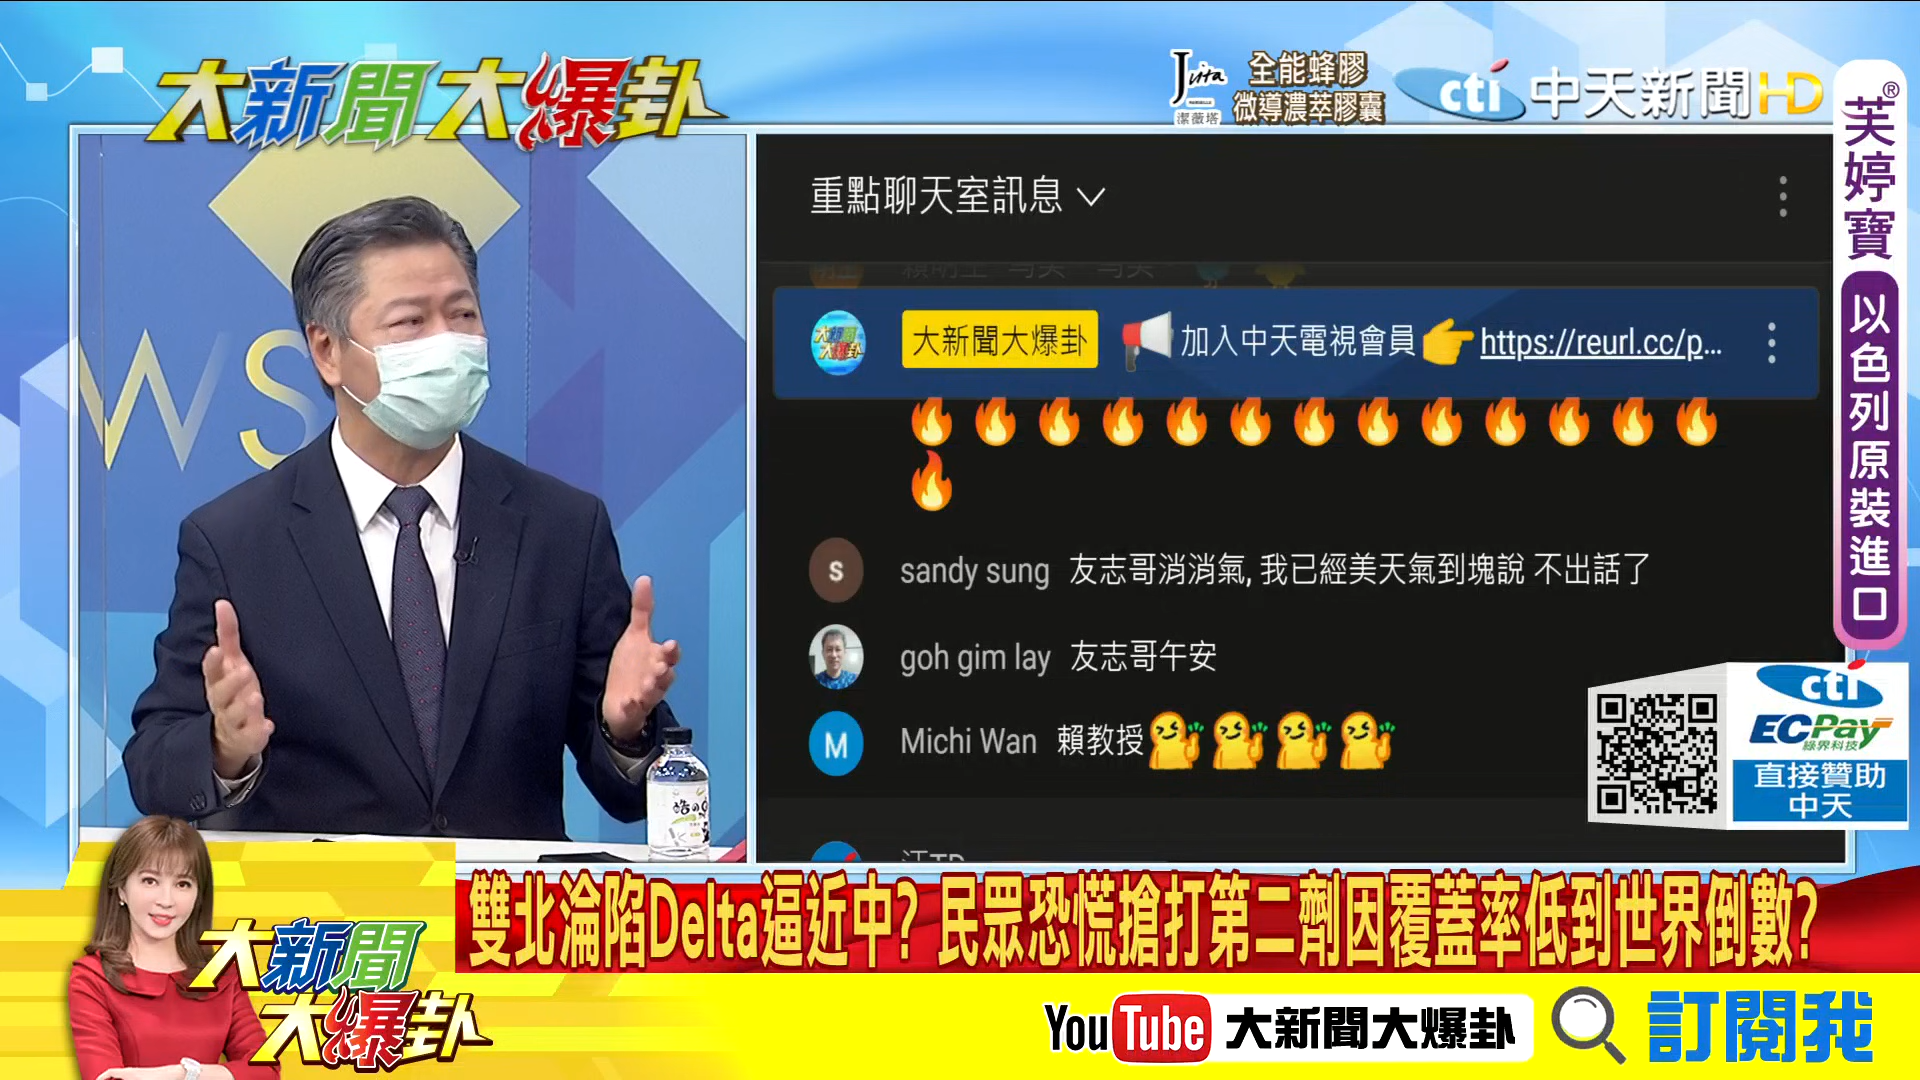 大新聞大爆卦
Jvita
潔薇塔
全能蜂膠
微導濃萃膠囊
cti 中天新聞HD
芙婷寶®
以色列原裝進口
WS
重點聊天室訊息
大新聞大爆卦 加入中天電視會員 https://reurl.cc/p...
S sandy sung 友志哥消消氣, 我已經美天氣到塊說 不出話了
goh gim lay 友志哥午安
M Michi Wan 賴教授
cti
ECPay
綠界科技
直接贊助
中天
雙北淪陷Delta逼近中? 民眾恐慌搶打第二劑因覆蓋率低到世界倒數?
大新聞
大爆卦
YouTube 大新聞大爆卦 訂閱我